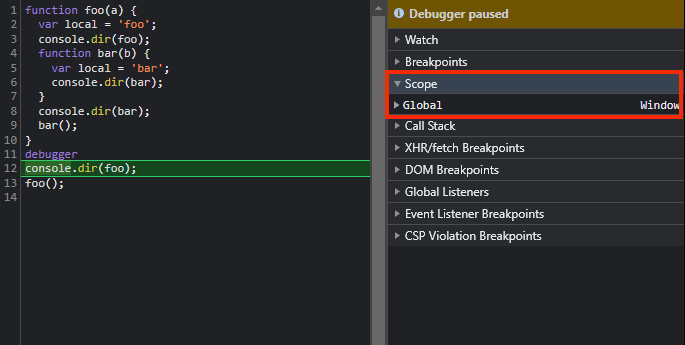 1 function foo(a) {
2 var local = 'foo';
3 console.dir(foo);
4 function bar(b) {
5 var local = 'bar';
6 console.dir(bar);
7 }
8 console.dir(bar);
9 bar();
10 }
11 debugger
12 console.dir(foo);
13 foo();
14
Debugger paused
Watch
Breakpoints
Scope
Global Window
Call Stack
XHR/fetch Breakpoints
DOM Breakpoints
Global Listeners
Event Listener Breakpoints
CSP Violation Breakpoints